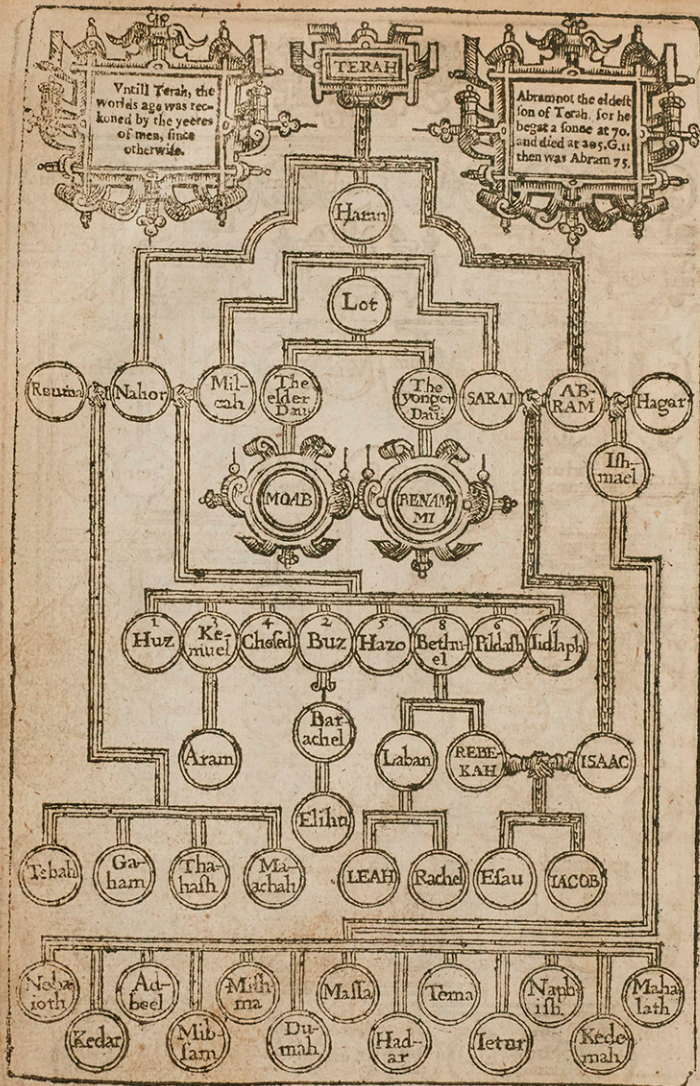 Vntill Terah, the
worlds age was rec-
koned by the yeeres
of men, since
otherwise.
TERAH
Abram not the eldest
son of Terah, for he
begat a sonne at 70.
and died at 205. G.11
then was Abram 75.
Haran
Lot
Reuma
Nahor
Mil-
cah
The
elder
Dau
The
yonger
Dau
SARAI
AB-
RAM
Hagar
Ish-
mael
MOAB
BENAM
MI
1
Huz
3
Ke-
muel
4
Chesed
2
Buz
5
Hazo
8
Bethu-
el
6
Pildash
7
Iidlaph
Bar-
achel
Aram
Laban
REBE-
KAH
ISAAC
Elihu
Tebah
Ga-
ham
Tha-
hash
Ma-
achah
LEAH
Rachel
Esau
IACOB
Neba-
ioth
Ad-
beel
Mish-
ma
Massa
Tema
Naph-
ish.
Maha-
lath
Kedar
Mib-
sam
Du-
mah
Had-
ar
Ietur
Kede-
mah